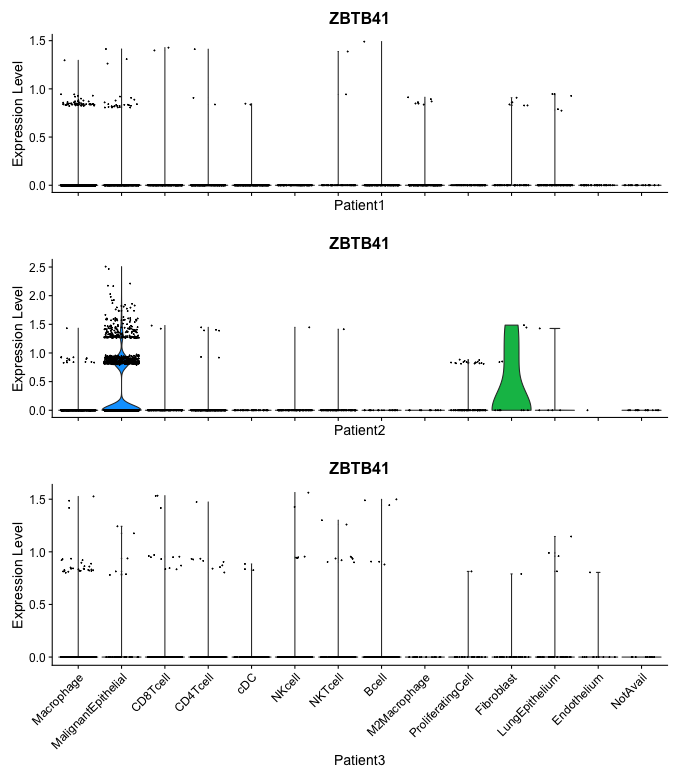 ZBTB41
1.5
1.0
0.5
0.0
Expression Level
Patient1
ZBTB41
2.5
2.0
1.5
1.0
0.5
0.0
Expression Level
Patient2
ZBTB41
1.5
1.0
0.5
0.0
Expression Level
Macrophage
MalignantEpithelial
CD8Tcell
CD4Tcell
cDC
NKcell
NKTcell
Bcell
M2Macrophage
ProliferatingCell
Fibroblast
LungEpithelium
Endothelium
NotAvail
Patient3